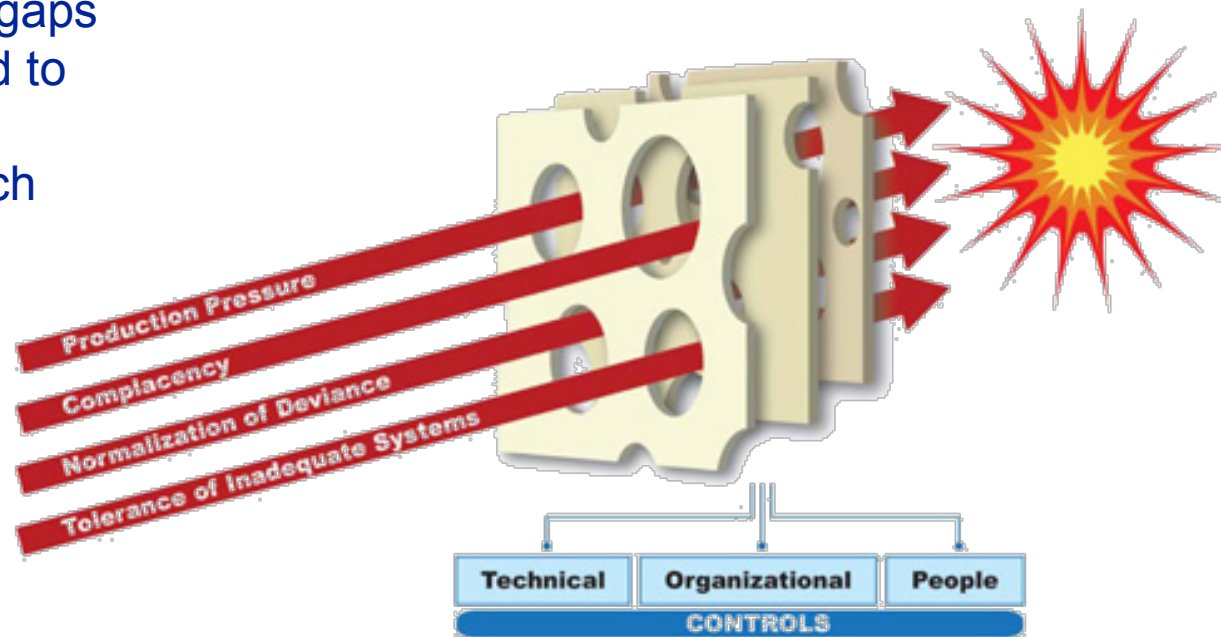 gaps
d to
ch
Production Pressure
Complacency
Normalization of Deviance
Tolerance of Inadequate Systems
Technical
Organizational
People
CONTROLS